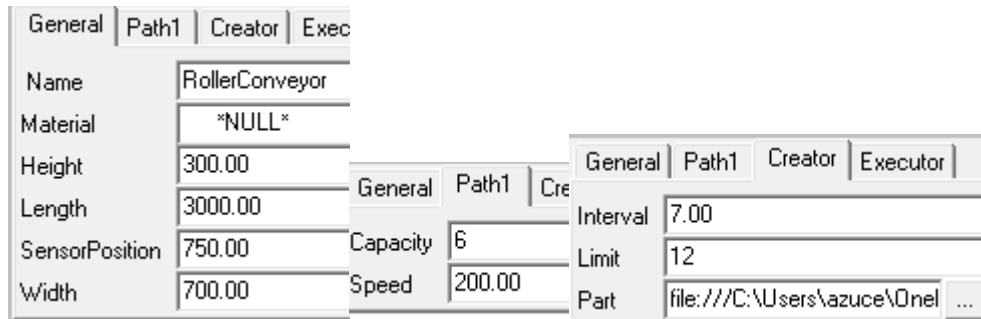 General Path1 Creator Exec
Name RollerConveyor
Material *NULL*
Height 300.00
Length 3000.00
SensorPosition 750.00
Width 700.00
General Path1 Cre
Capacity 6
Speed 200.00
General Path1 Creator Executor
Interval 7.00
Limit 12
Part file:///C:\Users\azuce\Onel ...